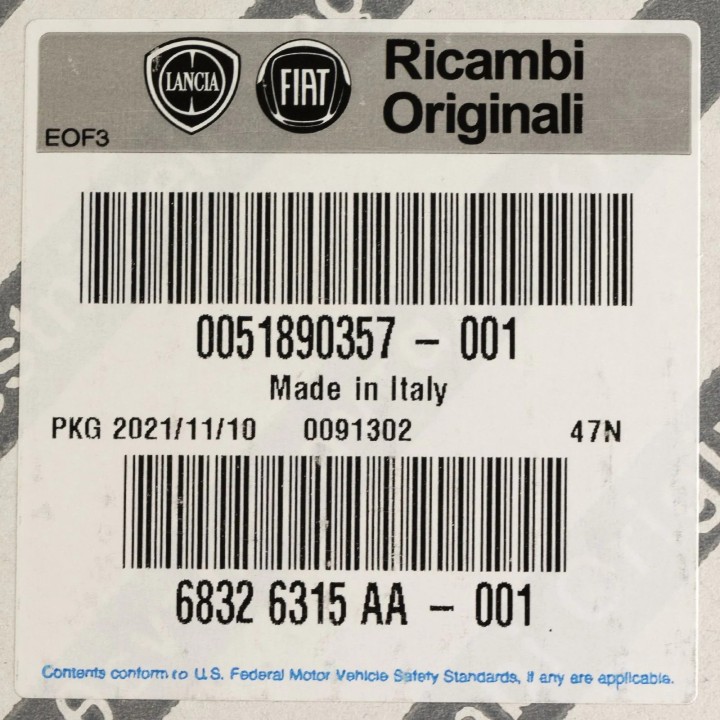 LANCIA FIAT Ricambi
Originali
EOF3
0051890357 - 001
Made in Italy
PKG 2021/11/10 0091302 47N
6832 6315 AA - 001
Contents conform to U.S. Federal Motor Vehicle Safety Standards, if any are applicable.